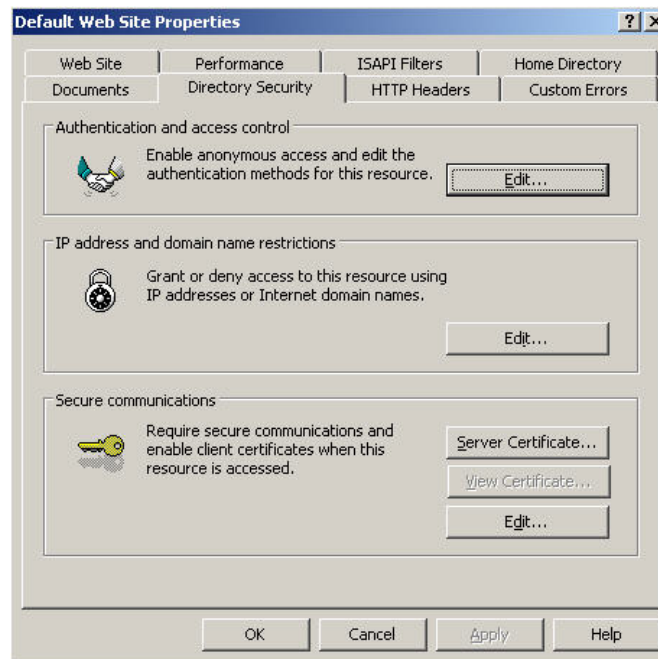 Default Web Site Properties
Web Site Performance ISAPI Filters Home Directory
Documents Directory Security HTTP Headers Custom Errors
Authentication and access control
Enable anonymous access and edit the
authentication methods for this resource.
Edit...
IP address and domain name restrictions
Grant or deny access to this resource using
IP addresses or Internet domain names.
Edit...
Secure communications
Require secure communications and
enable client certificates when this
resource is accessed.
Server Certificate...
View Certificate...
Edit...
OK Cancel Apply Help